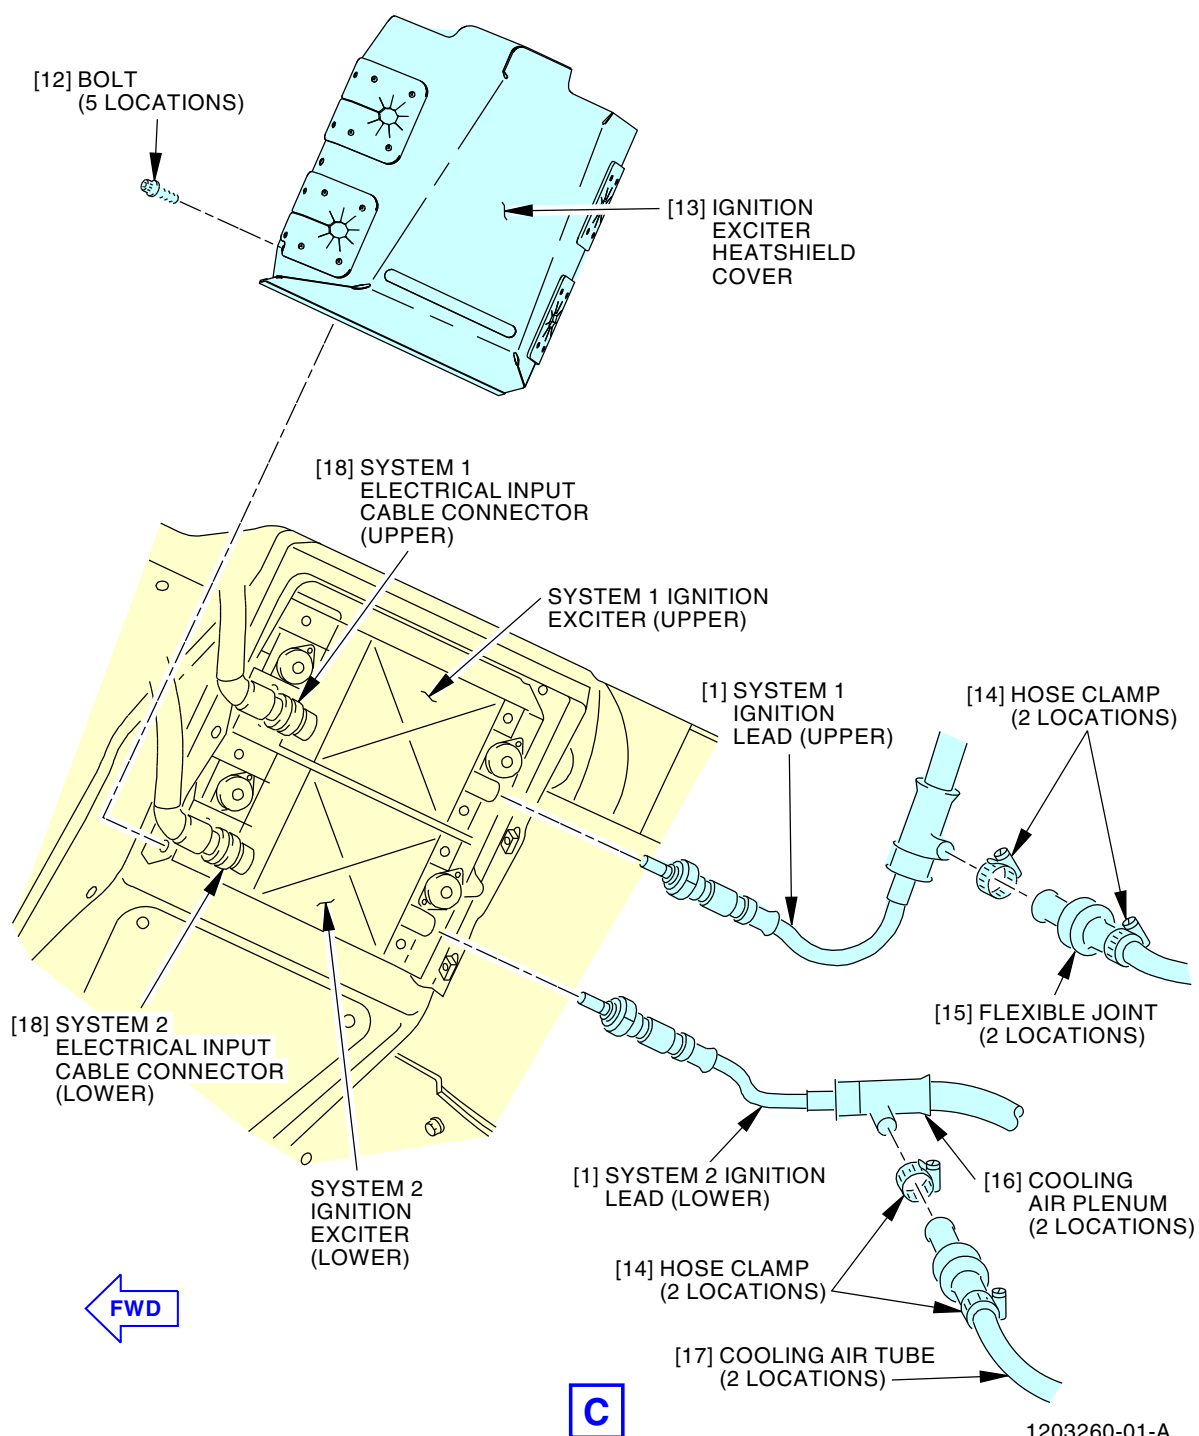 [12] BOLT
(5 LOCATIONS)
[13] IGNITION
EXCITER
HEATSHIELD
COVER
[18] SYSTEM 1
ELECTRICAL INPUT
CABLE CONNECTOR
(UPPER)
SYSTEM 1 IGNITION
EXCITER (UPPER)
[1] SYSTEM 1
IGNITION
LEAD (UPPER)
[14] HOSE CLAMP
(2 LOCATIONS)
[15] FLEXIBLE JOINT
(2 LOCATIONS)
[18] SYSTEM 2
ELECTRICAL INPUT
CABLE CONNECTOR
(LOWER)
SYSTEM 2
IGNITION
EXCITER
(LOWER)
[1] SYSTEM 2 IGNITION
LEAD (LOWER)
[16] COOLING
AIR PLENUM
(2 LOCATIONS)
[14] HOSE CLAMP
(2 LOCATIONS)
[17] COOLING AIR TUBE
(2 LOCATIONS)
FWD
C
1203260-01-A